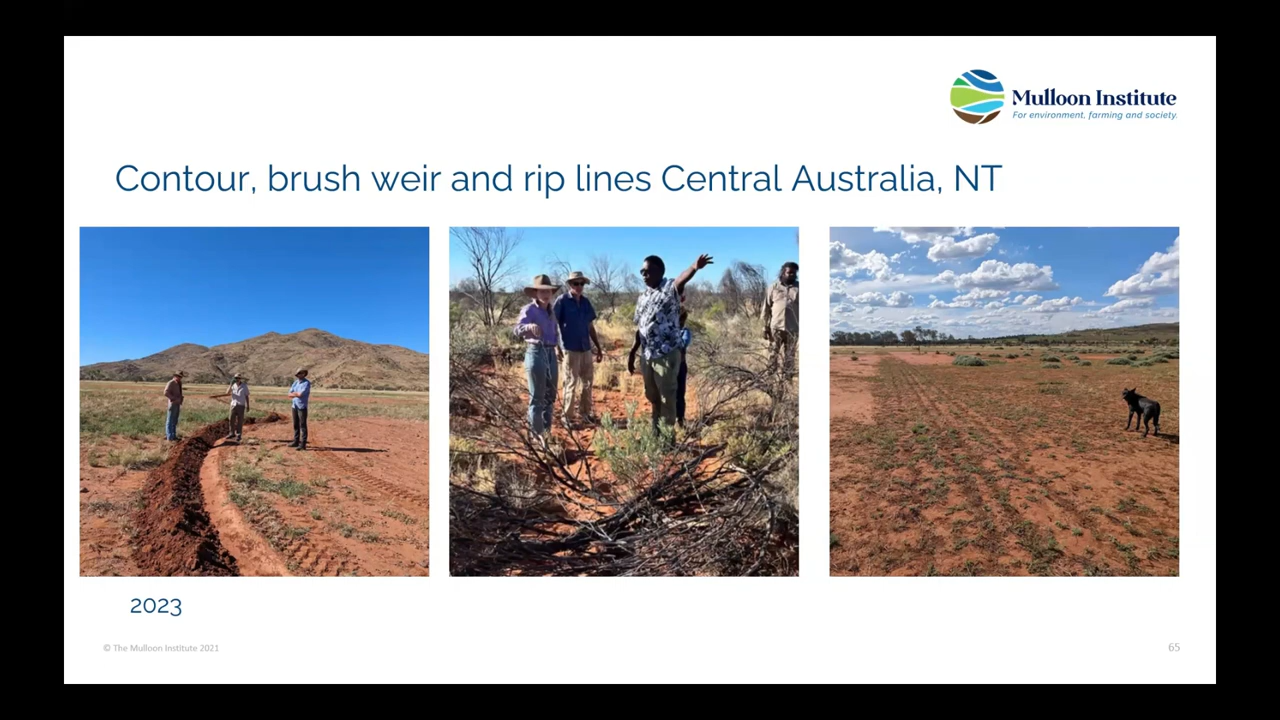 Mulloon Institute
For environment, farming and society.
Contour, brush weir and rip lines Central Australia, NT
2023
© The Mulloon Institute 2021
65